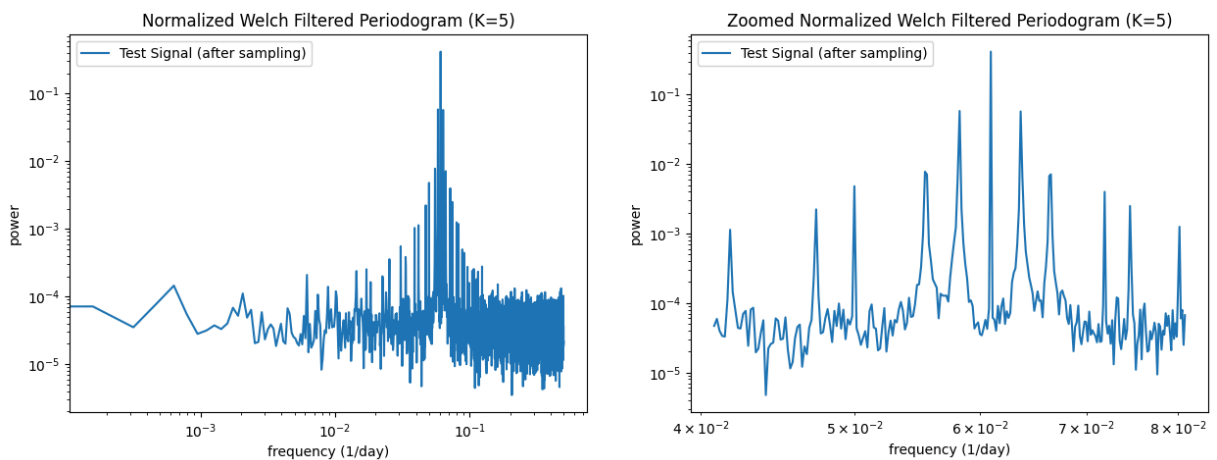 Normalized Welch Filtered Periodogram (K=5)
Test Signal (after sampling)
power
10⁻¹
10⁻²
10⁻³
10⁻⁴
10⁻⁵
10⁻³ 10⁻² 10⁻¹
frequency (1/day)
Zoomed Normalized Welch Filtered Periodogram (K=5)
Test Signal (after sampling)
power
10⁻¹
10⁻²
10⁻³
10⁻⁴
10⁻⁵
4 × 10⁻² 5 × 10⁻² 6 × 10⁻² 7 × 10⁻² 8 × 10⁻²
frequency (1/day)